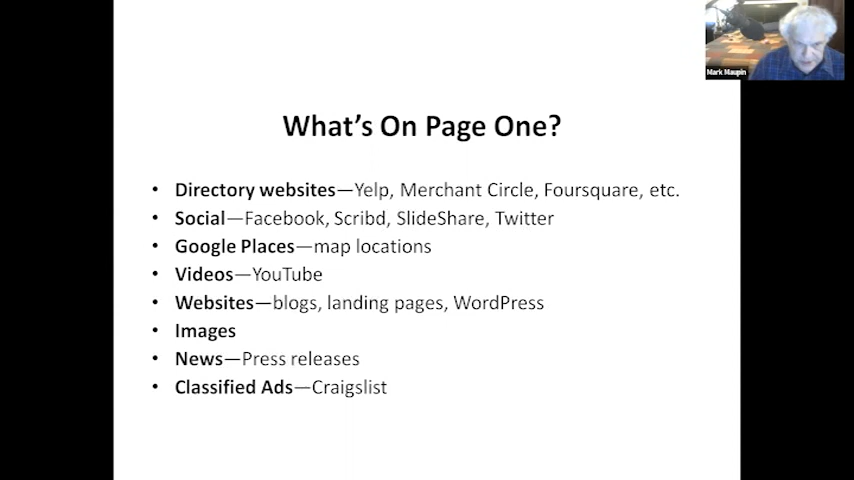 Mark Maupin
What's On Page One?
• Directory websites—Yelp, Merchant Circle, Foursquare, etc.
• Social—Facebook, Scribd, SlideShare, Twitter
• Google Places—map locations
• Videos—YouTube
• Websites—blogs, landing pages, WordPress
• Images
• News—Press releases
• Classified Ads—Craigslist